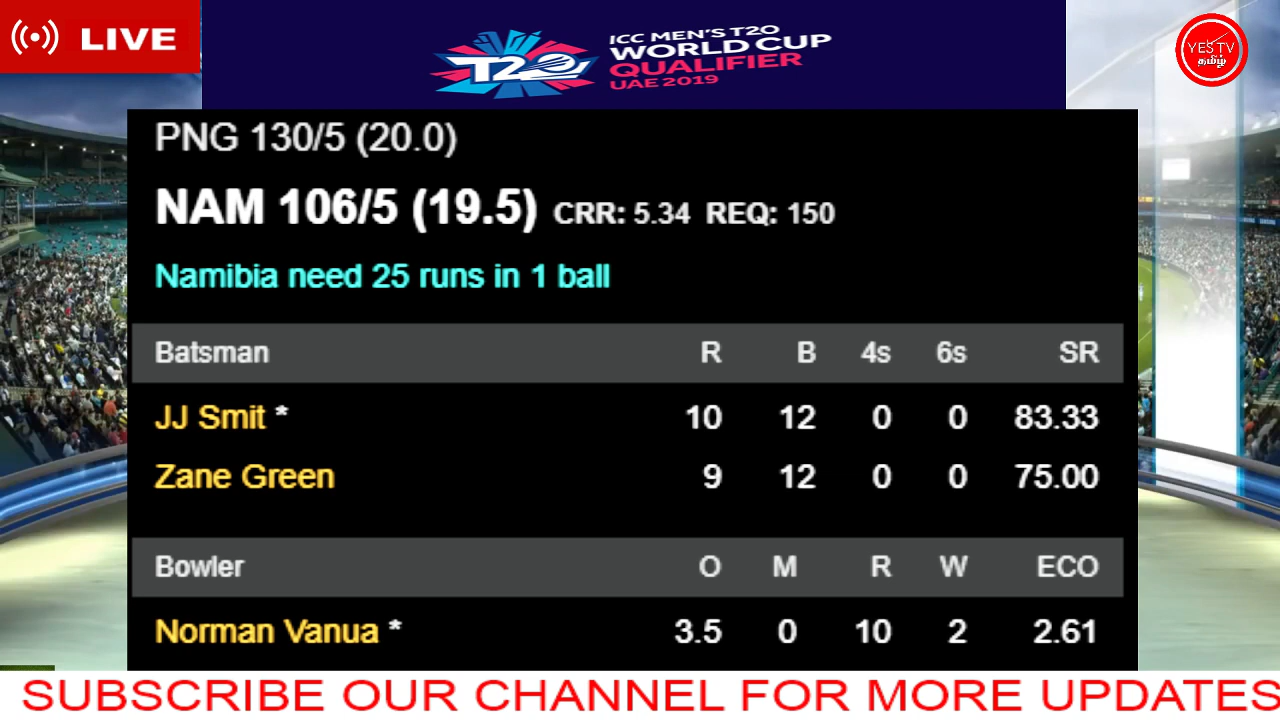 LIVE
T20
ICC MEN'S T20
WORLD CUP
QUALIFIER
UAE 2019
YES TV
தமிழ்
PNG 130/5 (20.0)
NAM 106/5 (19.5) CRR: 5.34 REQ: 150
Namibia need 25 runs in 1 ball
Batsman R B 4s 6s SR
JJ Smit * 10 12 0 0 83.33
Zane Green 9 12 0 0 75.00
Bowler O M R W ECO
Norman Vanua * 3.5 0 10 2 2.61
SUBSCRIBE OUR CHANNEL FOR MORE UPDATES